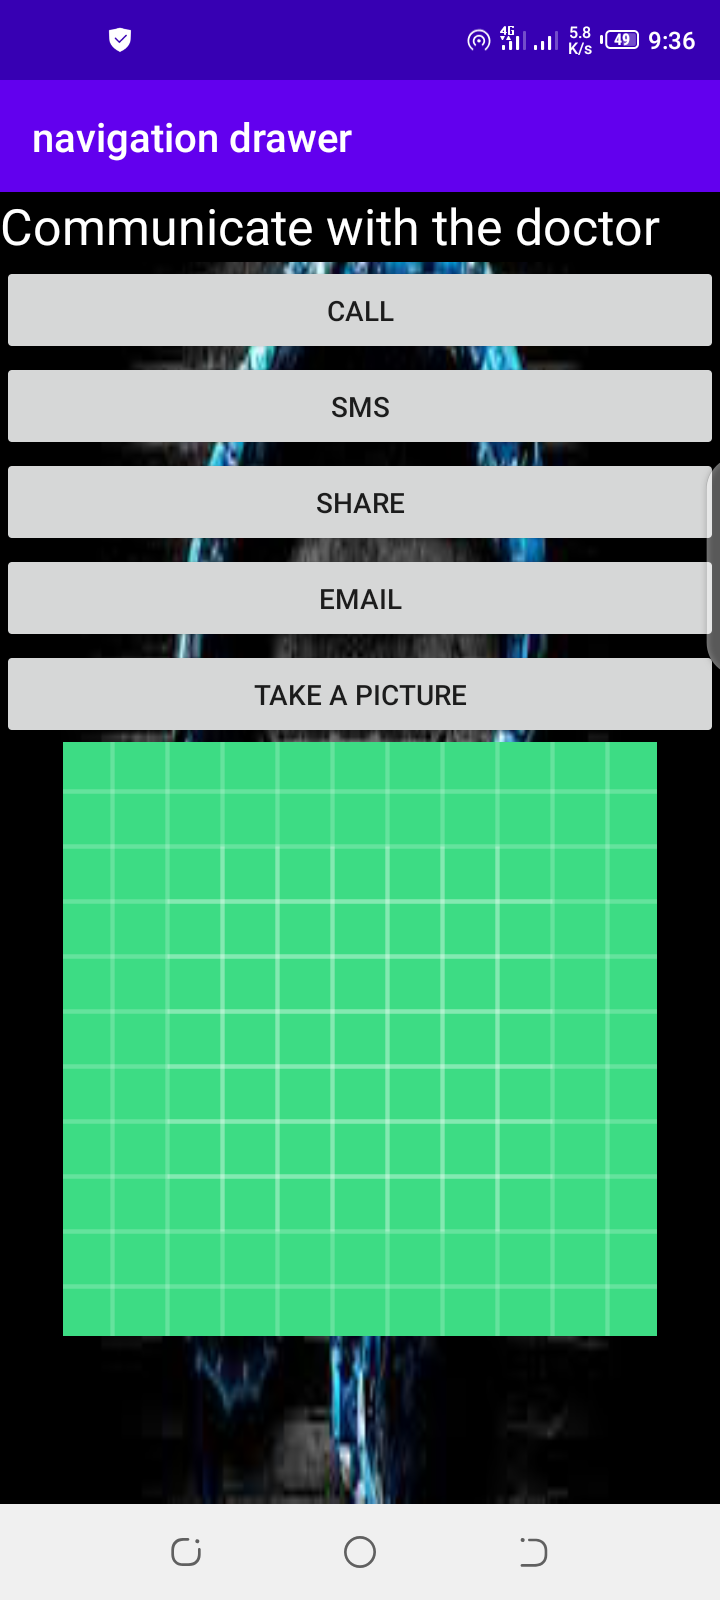 4G
5.8
K/s
49
9:36
navigation drawer
Communicate with the doctor
CALL
SMS
SHARE
EMAIL
TAKE A PICTURE